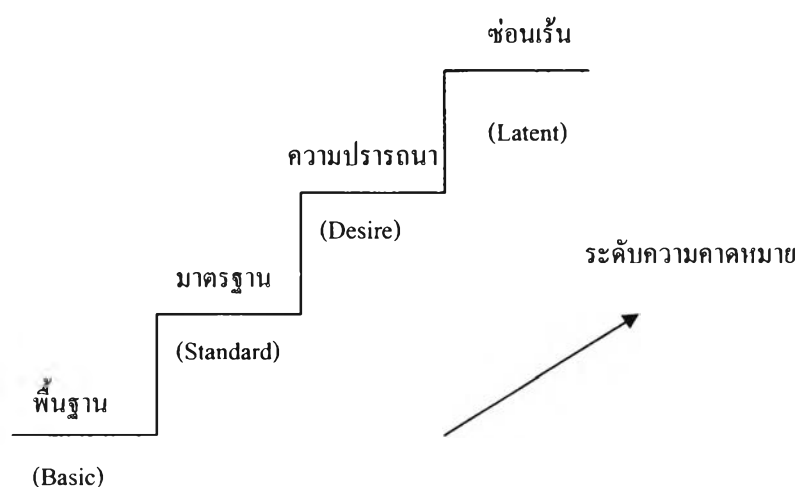 ซ่อนเร้น
(Latent)
ความปรารถนา
(Desire)
ระดับความคาดหมาย
มาตรฐาน
(Standard)
พื้นฐาน
(Basic)